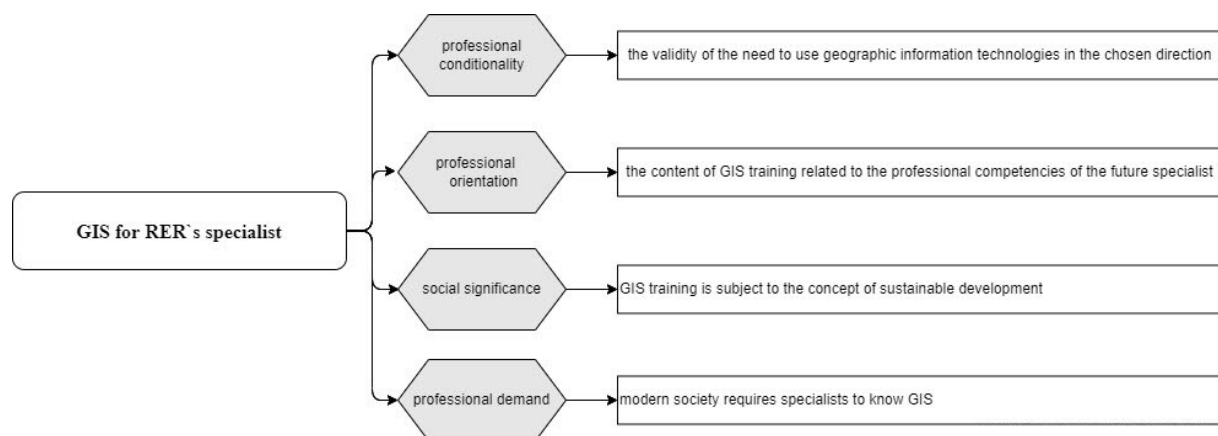 professional
conditionality
the validity of the need to use geographic information technologies in the chosen direction
professional
orientation
the content of GIS training related to the professional competencies of the future specialist
GIS for RER`s specialist
social significance
GIS training is subject to the concept of sustainable development
professional demand
modern society requires specialists to know GIS